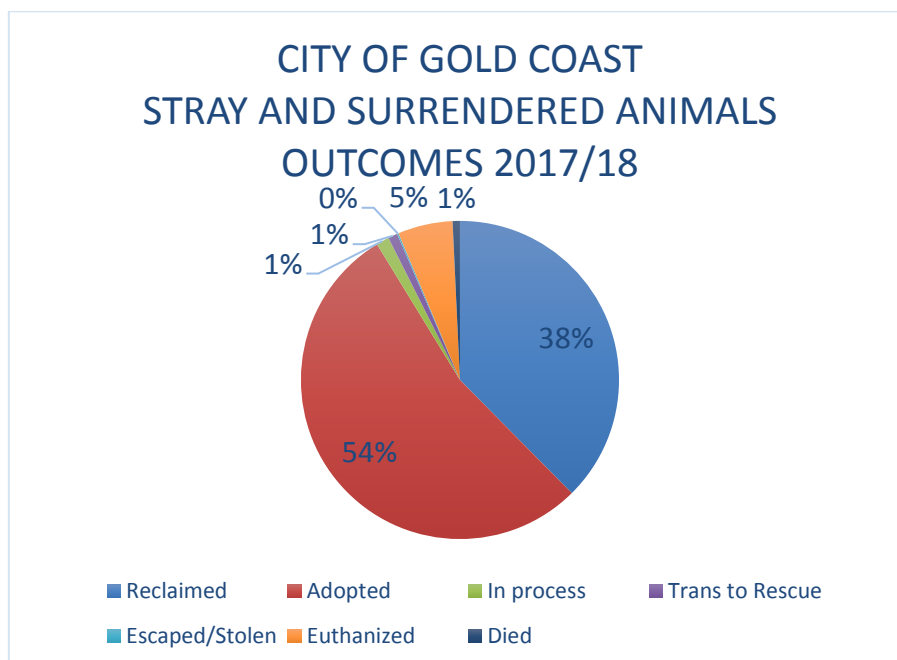 CITY OF GOLD COAST
STRAY AND SURRENDERED ANIMALS
OUTCOMES 2017/18
0% 5% 1%
1%
1%
38%
54%
Reclaimed Adopted In process Trans to Rescue
Escaped/Stolen Euthanized Died